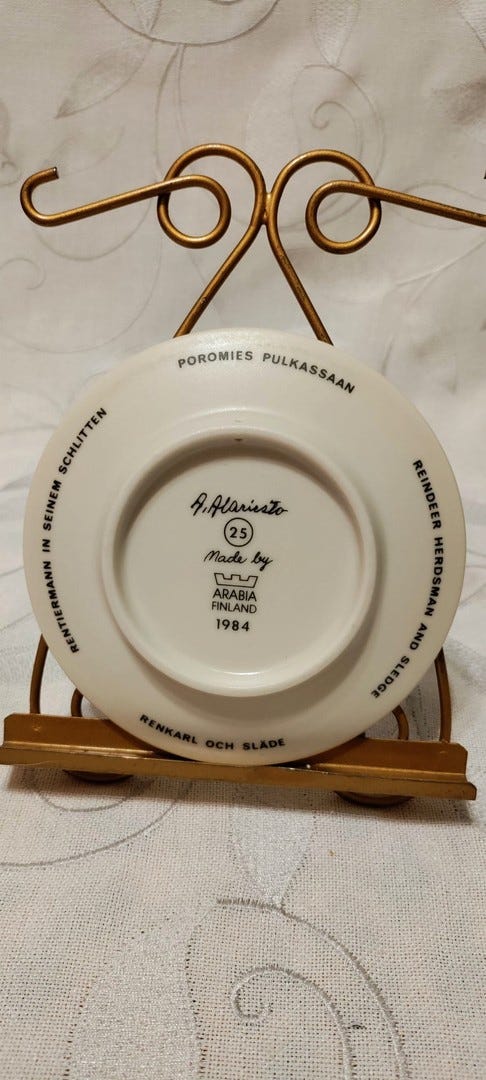 POROMIES PULKASSAAN
REINDEER HERDSMAN AND SLEDGE
RENKARL OCH SLÄDE
RENTIERMANN IN SEINEM SCHLITTEN
A. Alariesto
25
Made by
ARABIA
FINLAND
1984